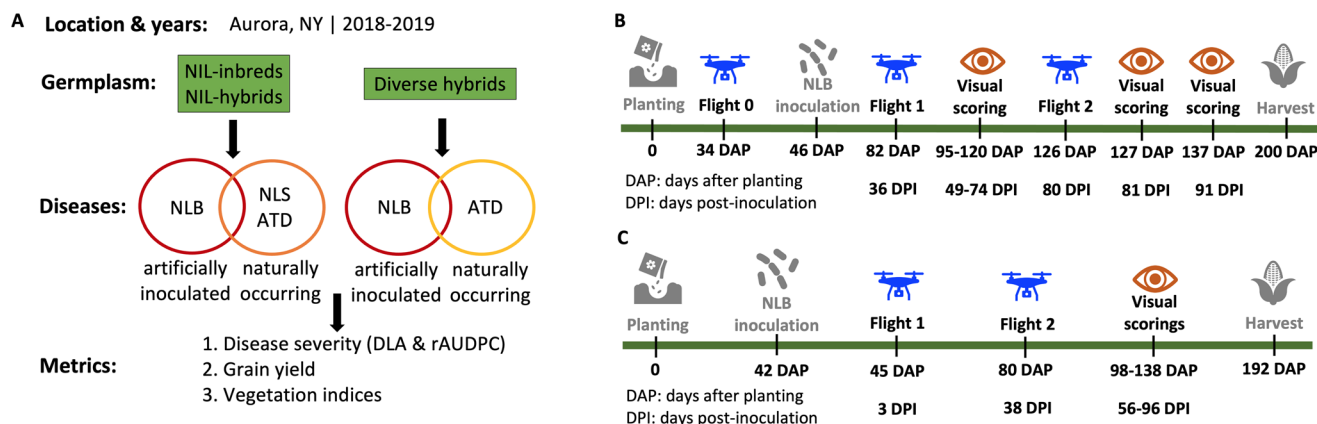 A
Location & years: Aurora, NY | 2018-2019
Germplasm:
NIL-inbreds
NIL-hybrids
Diverse hybrids
Diseases:
NLB
NLS
ATD
NLB
ATD
artificially
inoculated
naturally
occurring
artificially
inoculated
naturally
occurring
Metrics:
1. Disease severity (DLA & rAUDPC)
2. Grain yield
3. Vegetation indices
B
Planting
Flight 0
NLB
inoculation
Flight 1
Visual
scoring
Flight 2
Visual
scoring
Visual
scoring
Harvest
0
34 DAP
46 DAP
82 DAP
95-120 DAP
126 DAP
127 DAP
137 DAP
200 DAP
DAP: days after planting
DPI: days post-inoculation
36 DPI
49-74 DPI
80 DPI
81 DPI
91 DPI
C
Planting
NLB
inoculation
Flight 1
Flight 2
Visual
scorings
Harvest
0
42 DAP
45 DAP
80 DAP
98-138 DAP
192 DAP
DAP: days after planting
DPI: days post-inoculation
3 DPI
38 DPI
56-96 DPI